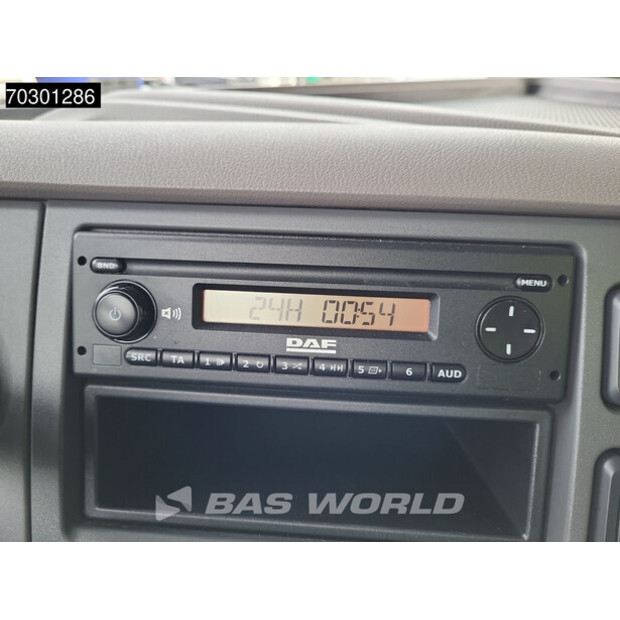 70301286
BND
MENU
24H 00:54
DAF
SRC TA 1 2 3 4 5 6 AUD
BAS WORLD